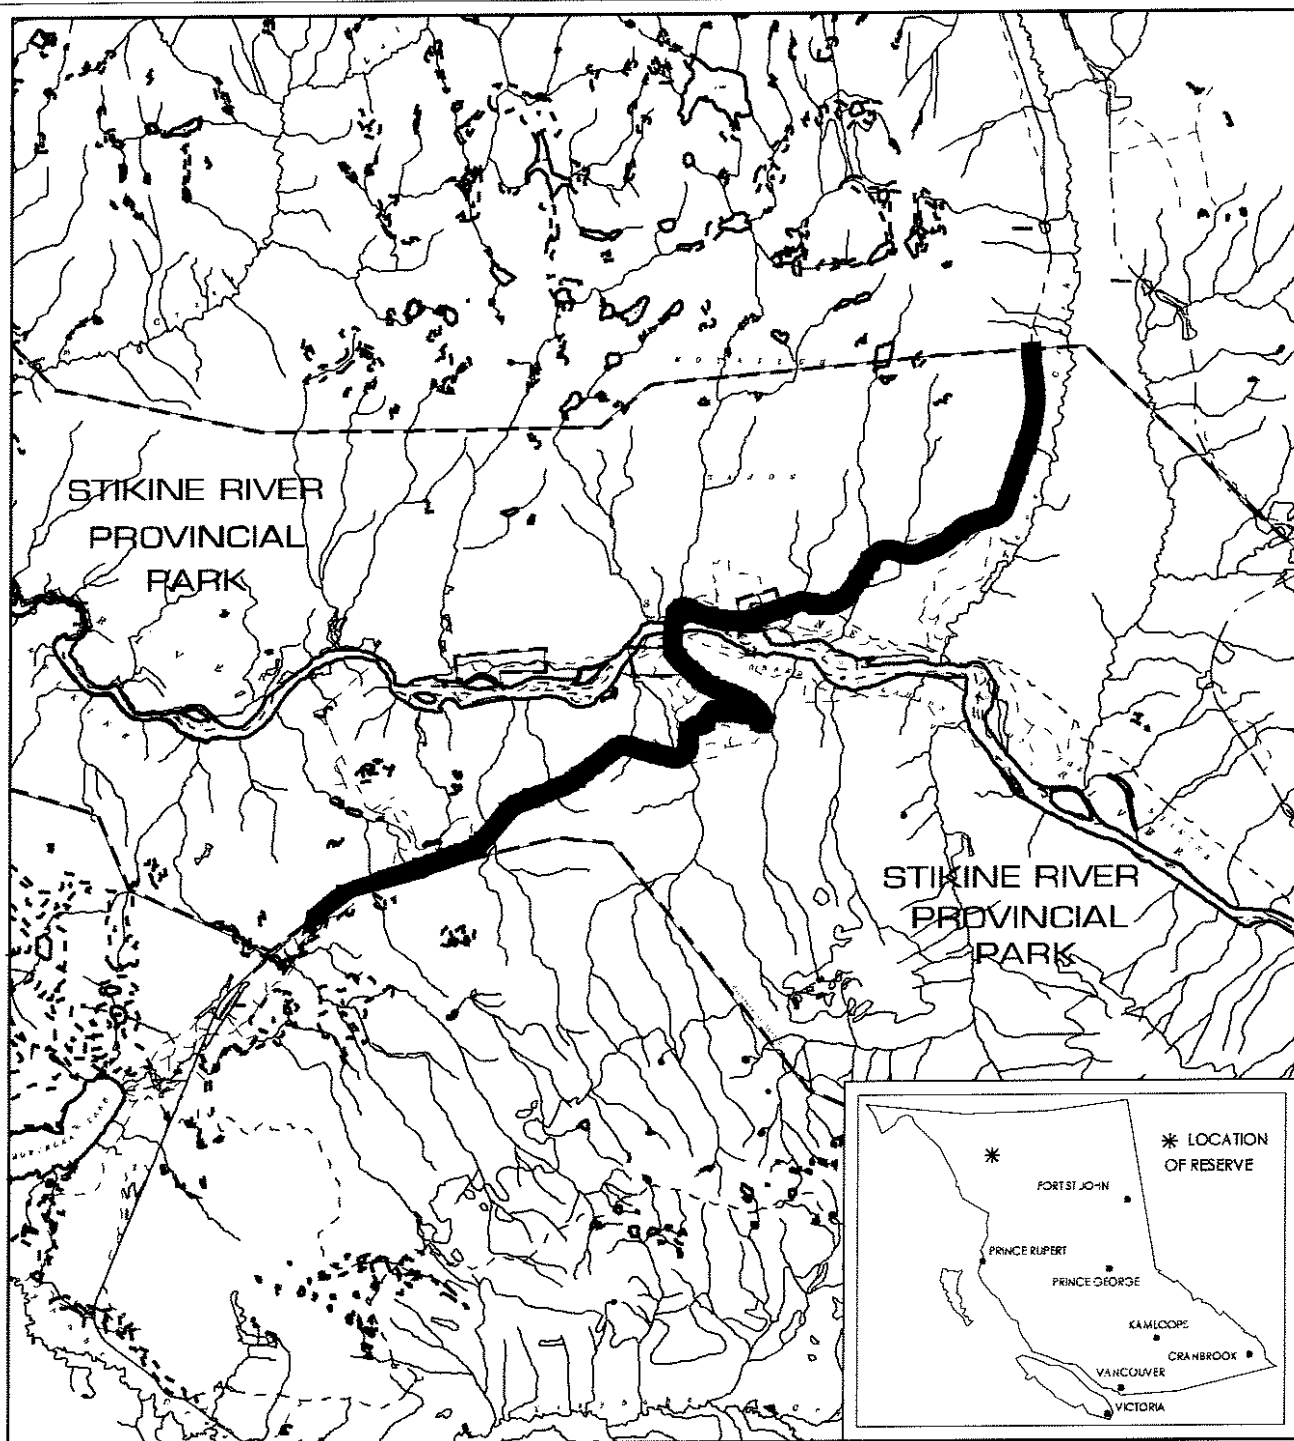 STIKINE RIVER
PROVINCIAL
PARK
STIKINE RIVER
PROVINCIAL
PARK
LOCATION
OF RESERVE
FORT ST JOHN
PRINCE RUPERT
PRINCE GEORGE
KAMLOOPS
CRANBROOK
VANCOUVER
VICTORIA